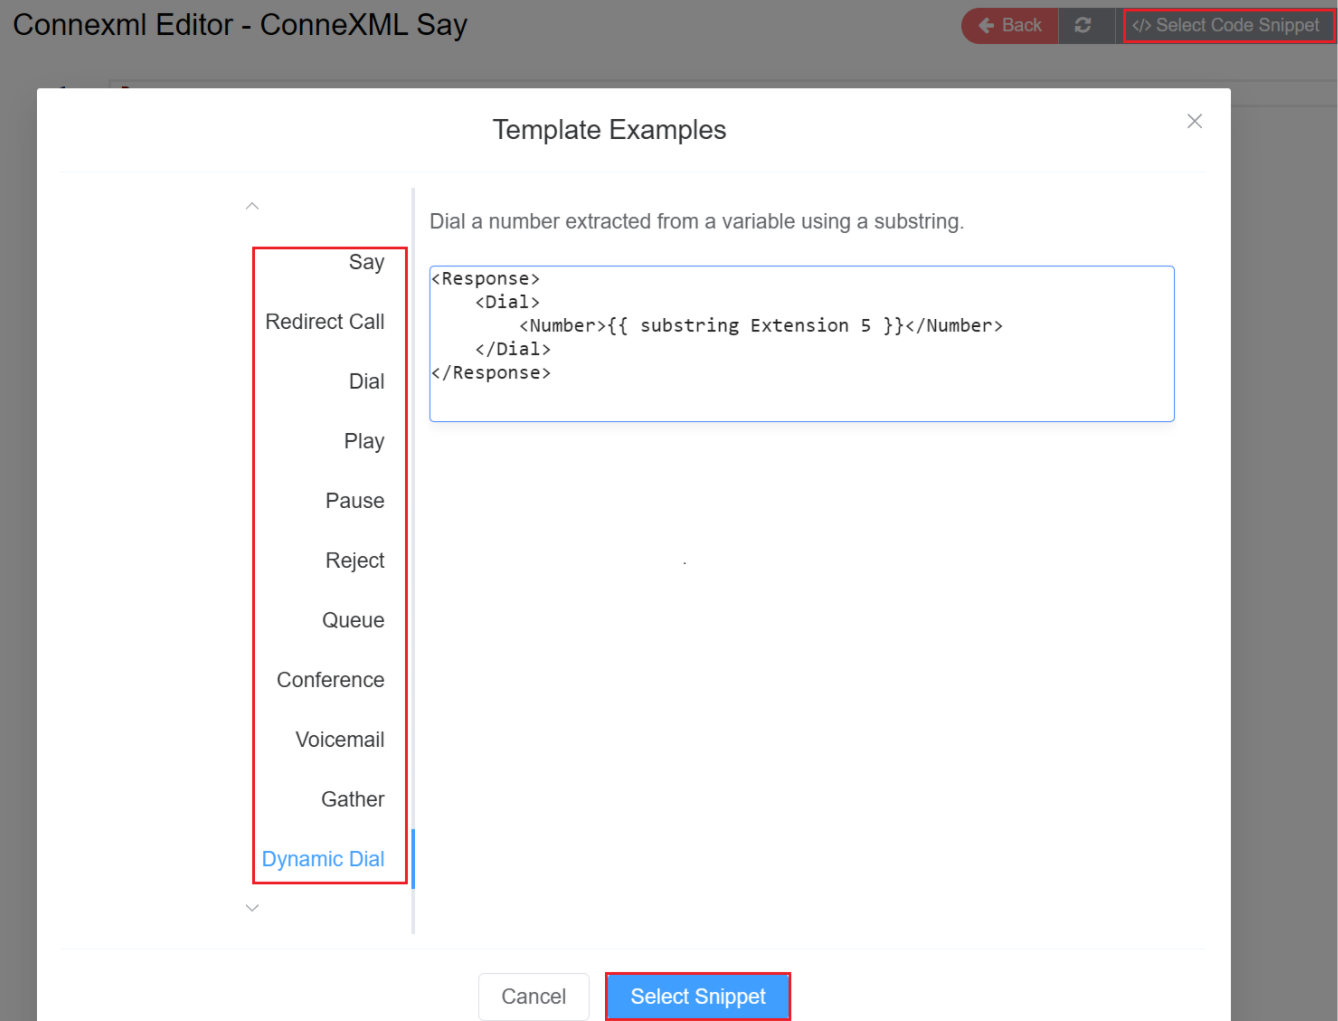 Connexml Editor - ConneXML Say
Back
</> Select Code Snippet
Template Examples
Say
Redirect Call
Dial
Play
Pause
Reject
Queue
Conference
Voicemail
Gather
Dynamic Dial
Dial a number extracted from a variable using a substring.
<Response>
    <Dial>
        <Number>{{ substring Extension 5 }}</Number>
    </Dial>
</Response>
Cancel
Select Snippet